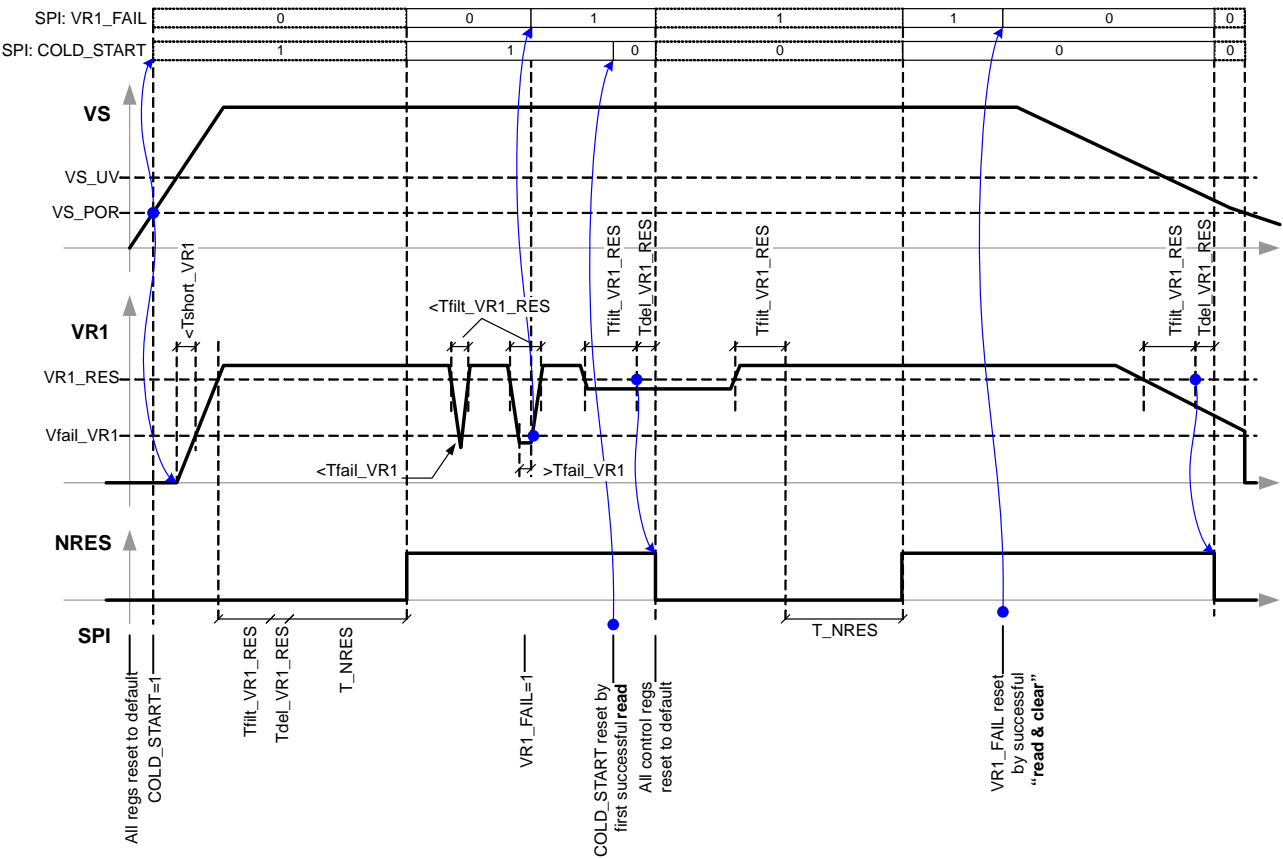 SPI: VR1_FAIL 0 0 1 1 1 0 0
SPI: COLD_START 1 1 0 0 0 0
VS
VS_UV
VS_POR
<Tshort_VR1
<Tfilt_VR1_RES
Tfilt_VR1_RES
Tdel_VR1_RES
Tfilt_VR1_RES
Tfilt_VR1_RES
Tdel_VR1_RES
VR1
VR1_RES
Vfail_VR1
<Tfail_VR1
>Tfail_VR1
NRES
SPI
T_NRES
All regs reset to default
COLD_START=1
Tfilt_VR1_RES
Tdel_VR1_RES
T_NRES
VR1_FAIL=1
COLD_START reset by
first successful read
All control regs
reset to default
VR1_FAIL reset
by successful
“read & clear”